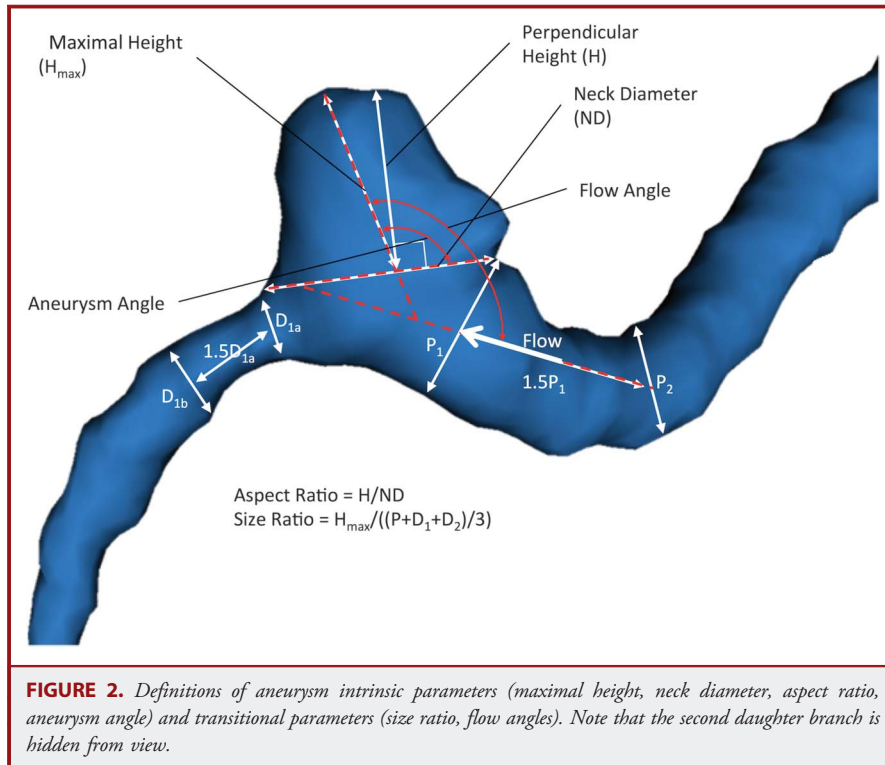 Maximal Height
(Hmax)
Perpendicular
Height (H)
Neck Diameter
(ND)
Flow Angle
Aneurysm Angle
D1a
1.5D1a
D1b
P1
Flow
1.5P1
P2
Aspect Ratio = H/ND
Size Ratio = Hmax/((P+D1+D2)/3)
FIGURE 2. Definitions of aneurysm intrinsic parameters (maximal height, neck diameter, aspect ratio,
aneurysm angle) and transitional parameters (size ratio, flow angles). Note that the second daughter branch is
hidden from view.